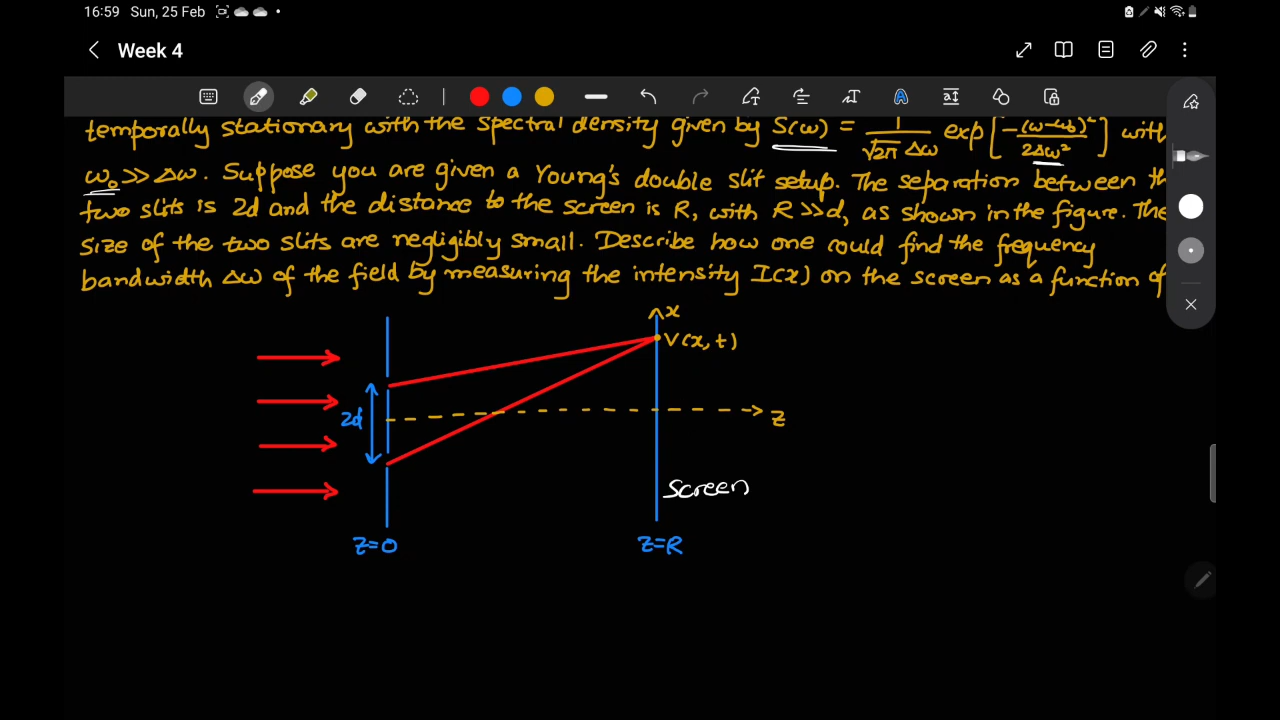 16:59 Sun, 25 Feb
Week 4
temporally stationary with the spectral density given by S(ω) = 1/(√2π Δω) exp[-(ω-ω₀)²/2Δω²] with
ω₀ >> Δω. Suppose you are given a Young's double slit setup. The separation between th
two slits is 2d and the distance to the screen is R, with R >> d, as shown in the figure. The
size of the two slits are negligibly small. Describe how one could find the frequency
bandwidth Δω of the field by measuring the intensity I(x) on the screen as a function of
x
V(x, t)
2d
z
Screen
z=0
z=R